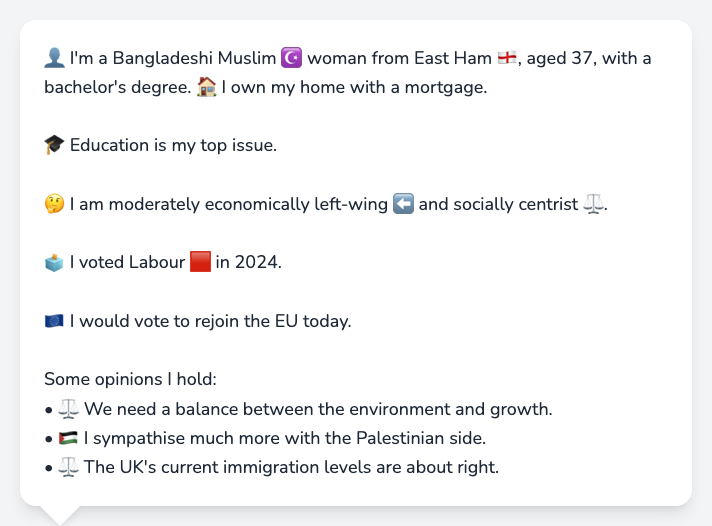 👤 I'm a Bangladeshi Muslim ☪️ woman from East Ham 🏴󠁧󠁢󠁥󠁮󠁧󠁿, aged 37, with a
bachelor's degree. 🏠 I own my home with a mortgage.
🎓 Education is my top issue.
🤔 I am moderately economically left-wing ⬅️ and socially centrist ⚖️.
🗳️ I voted Labour 🟥 in 2024.
🇪🇺 I would vote to rejoin the EU today.
Some opinions I hold:
• ⚖️ We need a balance between the environment and growth.
• 🇵🇸 I sympathise much more with the Palestinian side.
• ⚖️ The UK's current immigration levels are about right.